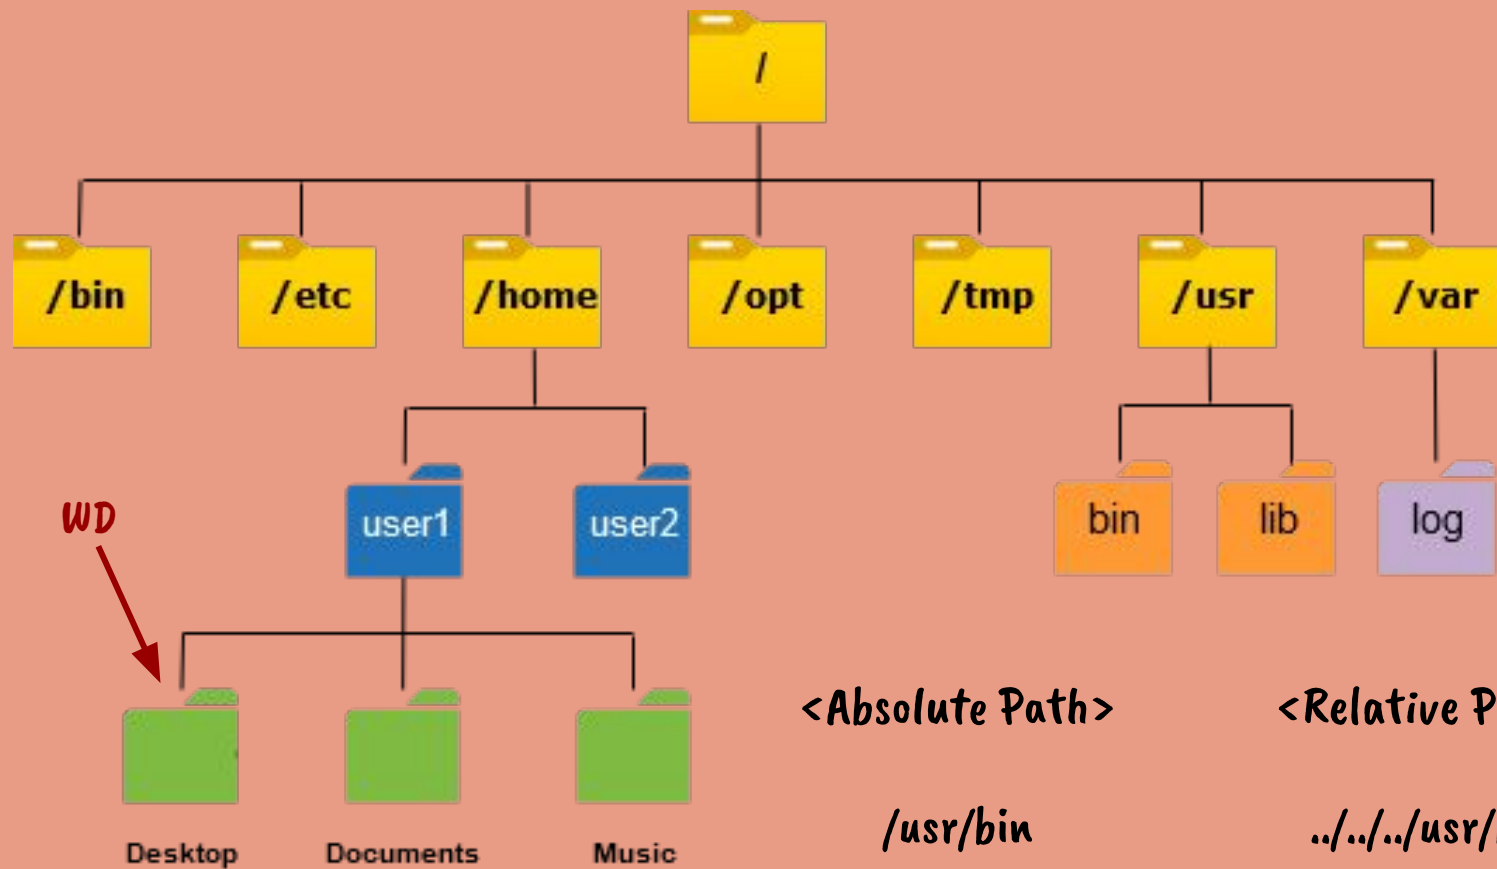 /
/bin /etc /home /opt /tmp /usr /var
WD
user1 user2 bin lib log
<Absolute Path> <Relative
/usr/bin ../../../usr/
Desktop Documents Music